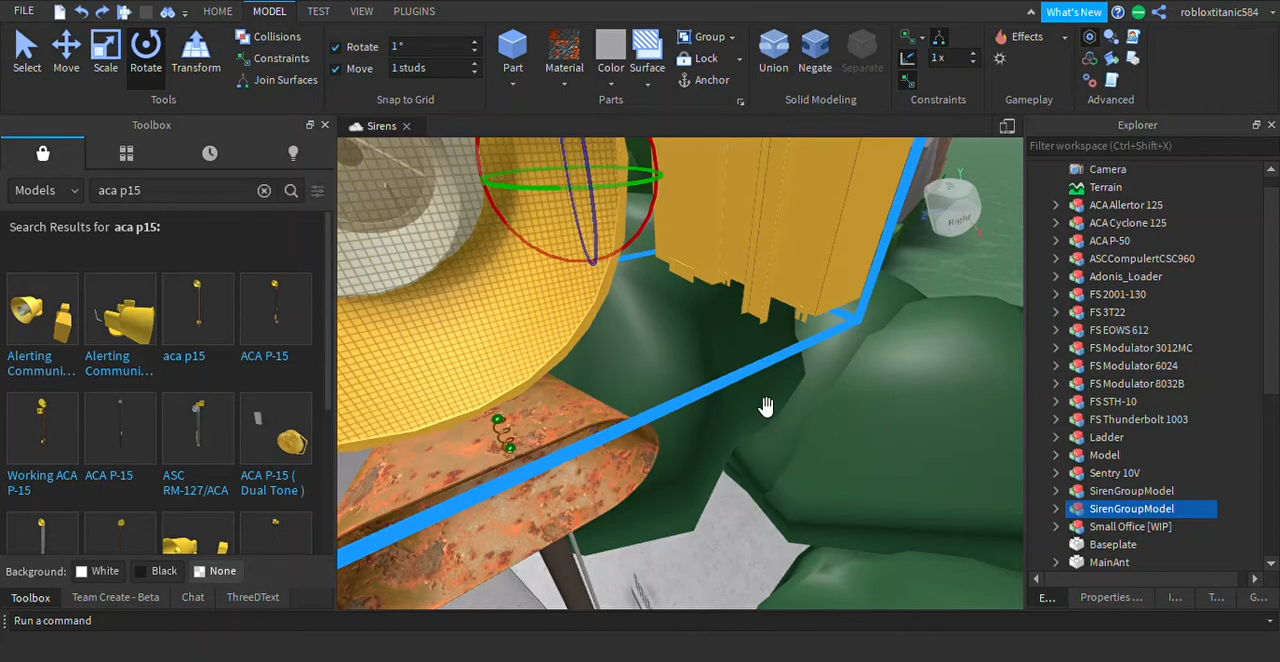 FILE
HOME
MODEL
TEST
VIEW
PLUGINS
What's New
robloxtitanic584
Select
Move
Scale
Rotate
Transform
Collisions
Constraints
Join Surfaces
Tools
Rotate 1°
Move 1 studs
Snap to Grid
Part
Material
Color
Surface
Group
Lock
Anchor
Parts
Union
Negate
Separate
Solid Modeling
1 x
Constraints
Effects
Gameplay
Advanced
Toolbox
Models
aca p15
Search Results for aca p15:
Alerting
Communi...
Alerting
Communi...
aca p15
ACA P-15
Working ACA
P-15
ACA P-15
ASC
RM-127/ACA
ACA P-15 (
Dual Tone )
Background:
White
Black
None
Toolbox
Team Create - Beta
Chat
ThreeDText
Sirens
Y
Right
Explorer
Filter workspace (Ctrl+Shift+X)
Camera
Terrain
ACA Allertor 125
ACA Cyclone 125
ACA P-50
ASCCompulertCSC960
Adonis_Loader
FS 2001-130
FS 3T22
FS EOWS 612
FS Modulator 3012MC
FS Modulator 6024
FS Modulator 8032B
FS STH-10
FS Thunderbolt 1003
Ladder
Model
Sentry 10V
SirenGroupModel
SirenGroupModel
Small Office [WIP]
Baseplate
MainAnt
E...
Properties ...
I...
T...
G...
Run a command